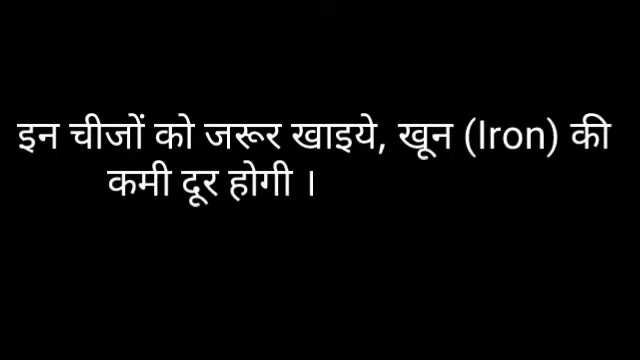 इन चीजों को जरूर खाइये, खून (Iron) की
कमी दूर होगी ।